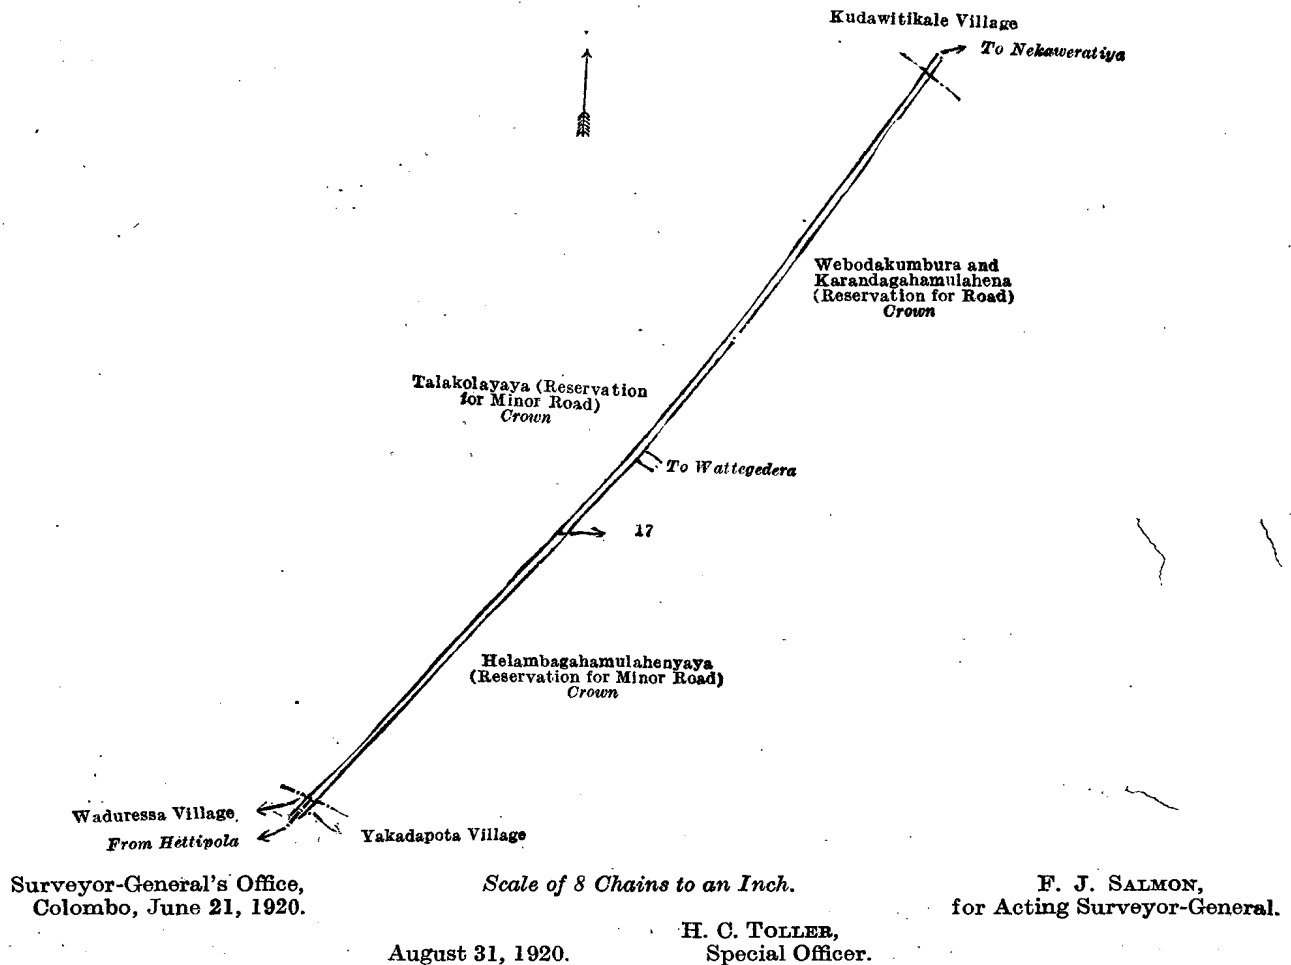 Kudawitikale Village
To Nekaweratiya
Webodakumbura and
Karandagahamulahena
(Reservation for Road)
Crown
Talakolayaya (Reservation
for Minor Road)
Crown
To Wattegedera
17
Helambagahamulahenyaya
(Reservation for Minor Road)
Crown
Waduressa Village
From Hettipola
Yakadapota Village
Surveyor-General's Office,
Colombo, June 21, 1920.
Scale of 8 Chains to an Inch.
F. J. SALMON,
for Acting Surveyor-General.
H. C. TOLLER,
Special Officer.
August 31, 1920.